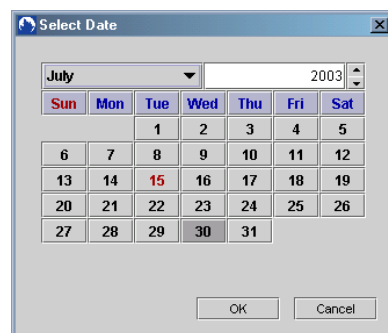 Select Date
July 2003
Sun Mon Tue Wed Thu Fri Sat
1 2 3 4 5
6 7 8 9 10 11 12
13 14 15 16 17 18 19
20 21 22 23 24 25 26
27 28 29 30 31
OK Cancel